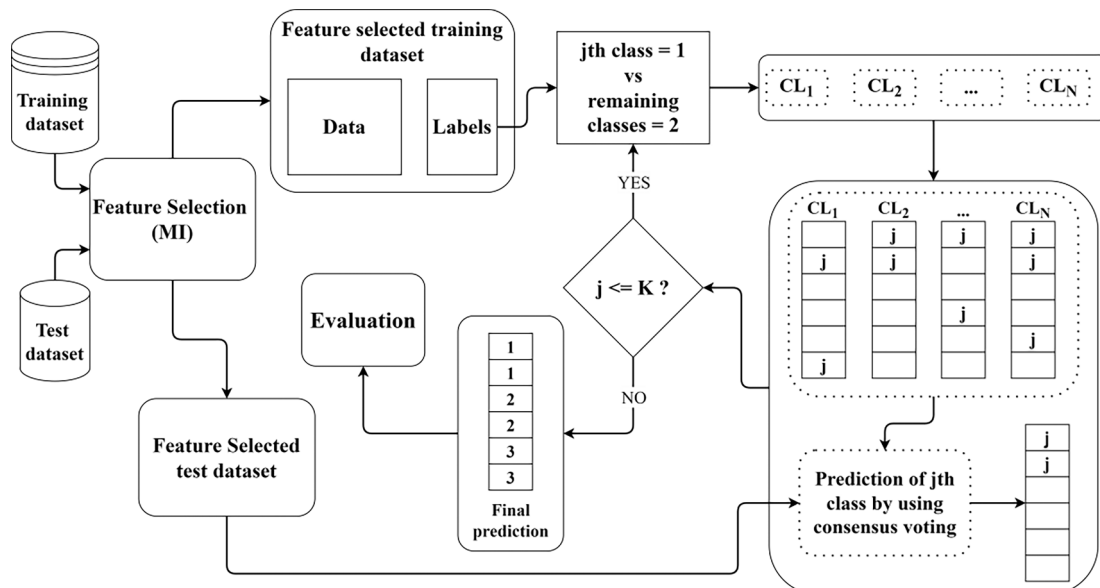 Training
dataset
Test
dataset
Feature Selection
(MI)
Feature selected training
dataset
Data
Labels
jth class = 1
vs
remaining
classes = 2
CL₁ CL₂ ... CL_N
YES
j <= K ?
NO
CL₁ CL₂ ... CL_N
j j j
j j j
j
j
j
Prediction of jth
class by using
consensus voting
j
j
Evaluation
1
1
2
2
3
3
Final
prediction
Feature Selected
test dataset